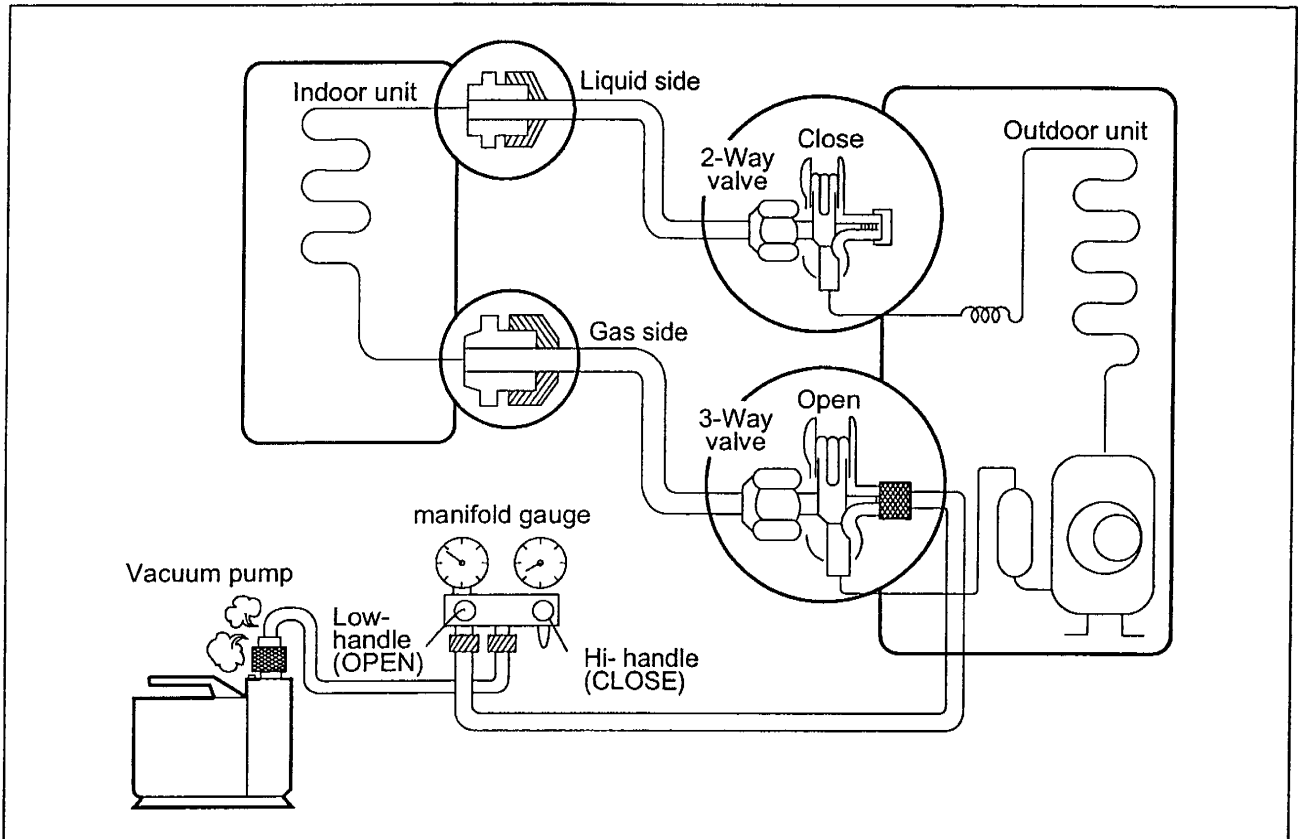 Indoor unit
Liquid side
2-Way
valve
Close
Outdoor unit
Gas side
3-Way
valve
Open
manifold gauge
Vacuum pump
Low-
handle
(OPEN)
Hi- handle
(CLOSE)